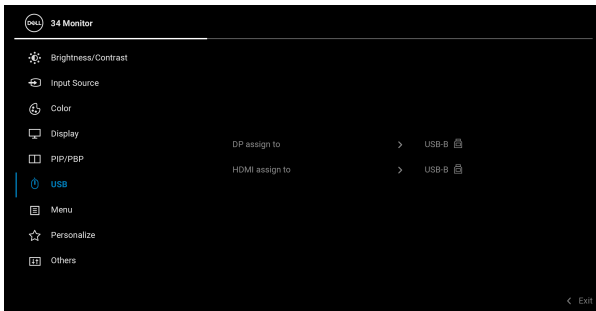 DELL 34 Monitor
Brightness/Contrast
Input Source
Color
Display
DP assign to USB-B
PIP/PBP
HDMI assign to USB-B
USB
Menu
Personalize
Others
Exit